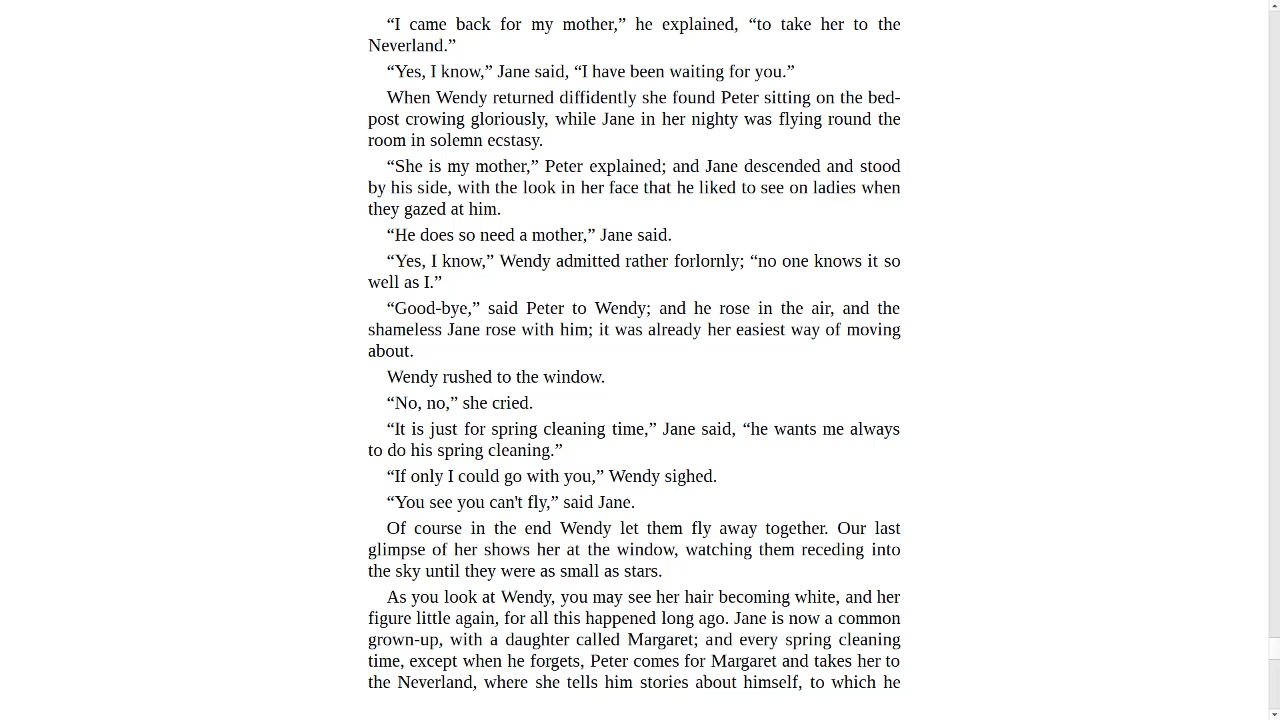 “I came back for my mother,” he explained, “to take her to the
Neverland.”
“Yes, I know,” Jane said, “I have been waiting for you.”
When Wendy returned diffidently she found Peter sitting on the bed-
post crowing gloriously, while Jane in her nighty was flying round the
room in solemn ecstasy.
“She is my mother,” Peter explained; and Jane descended and stood
by his side, with the look in her face that he liked to see on ladies when
they gazed at him.
“He does so need a mother,” Jane said.
“Yes, I know,” Wendy admitted rather forlornly; “no one knows it so
well as I.”
“Good-bye,” said Peter to Wendy; and he rose in the air, and the
shameless Jane rose with him; it was already her easiest way of moving
about.
Wendy rushed to the window.
“No, no,” she cried.
“It is just for spring cleaning time,” Jane said, “he wants me always
to do his spring cleaning.”
“If only I could go with you,” Wendy sighed.
“You see you can't fly,” said Jane.
Of course in the end Wendy let them fly away together. Our last
glimpse of her shows her at the window, watching them receding into
the sky until they were as small as stars.
As you look at Wendy, you may see her hair becoming white, and her
figure little again, for all this happened long ago. Jane is now a common
grown-up, with a daughter called Margaret; and every spring cleaning
time, except when he forgets, Peter comes for Margaret and takes her to
the Neverland, where she tells him stories about himself, to which he